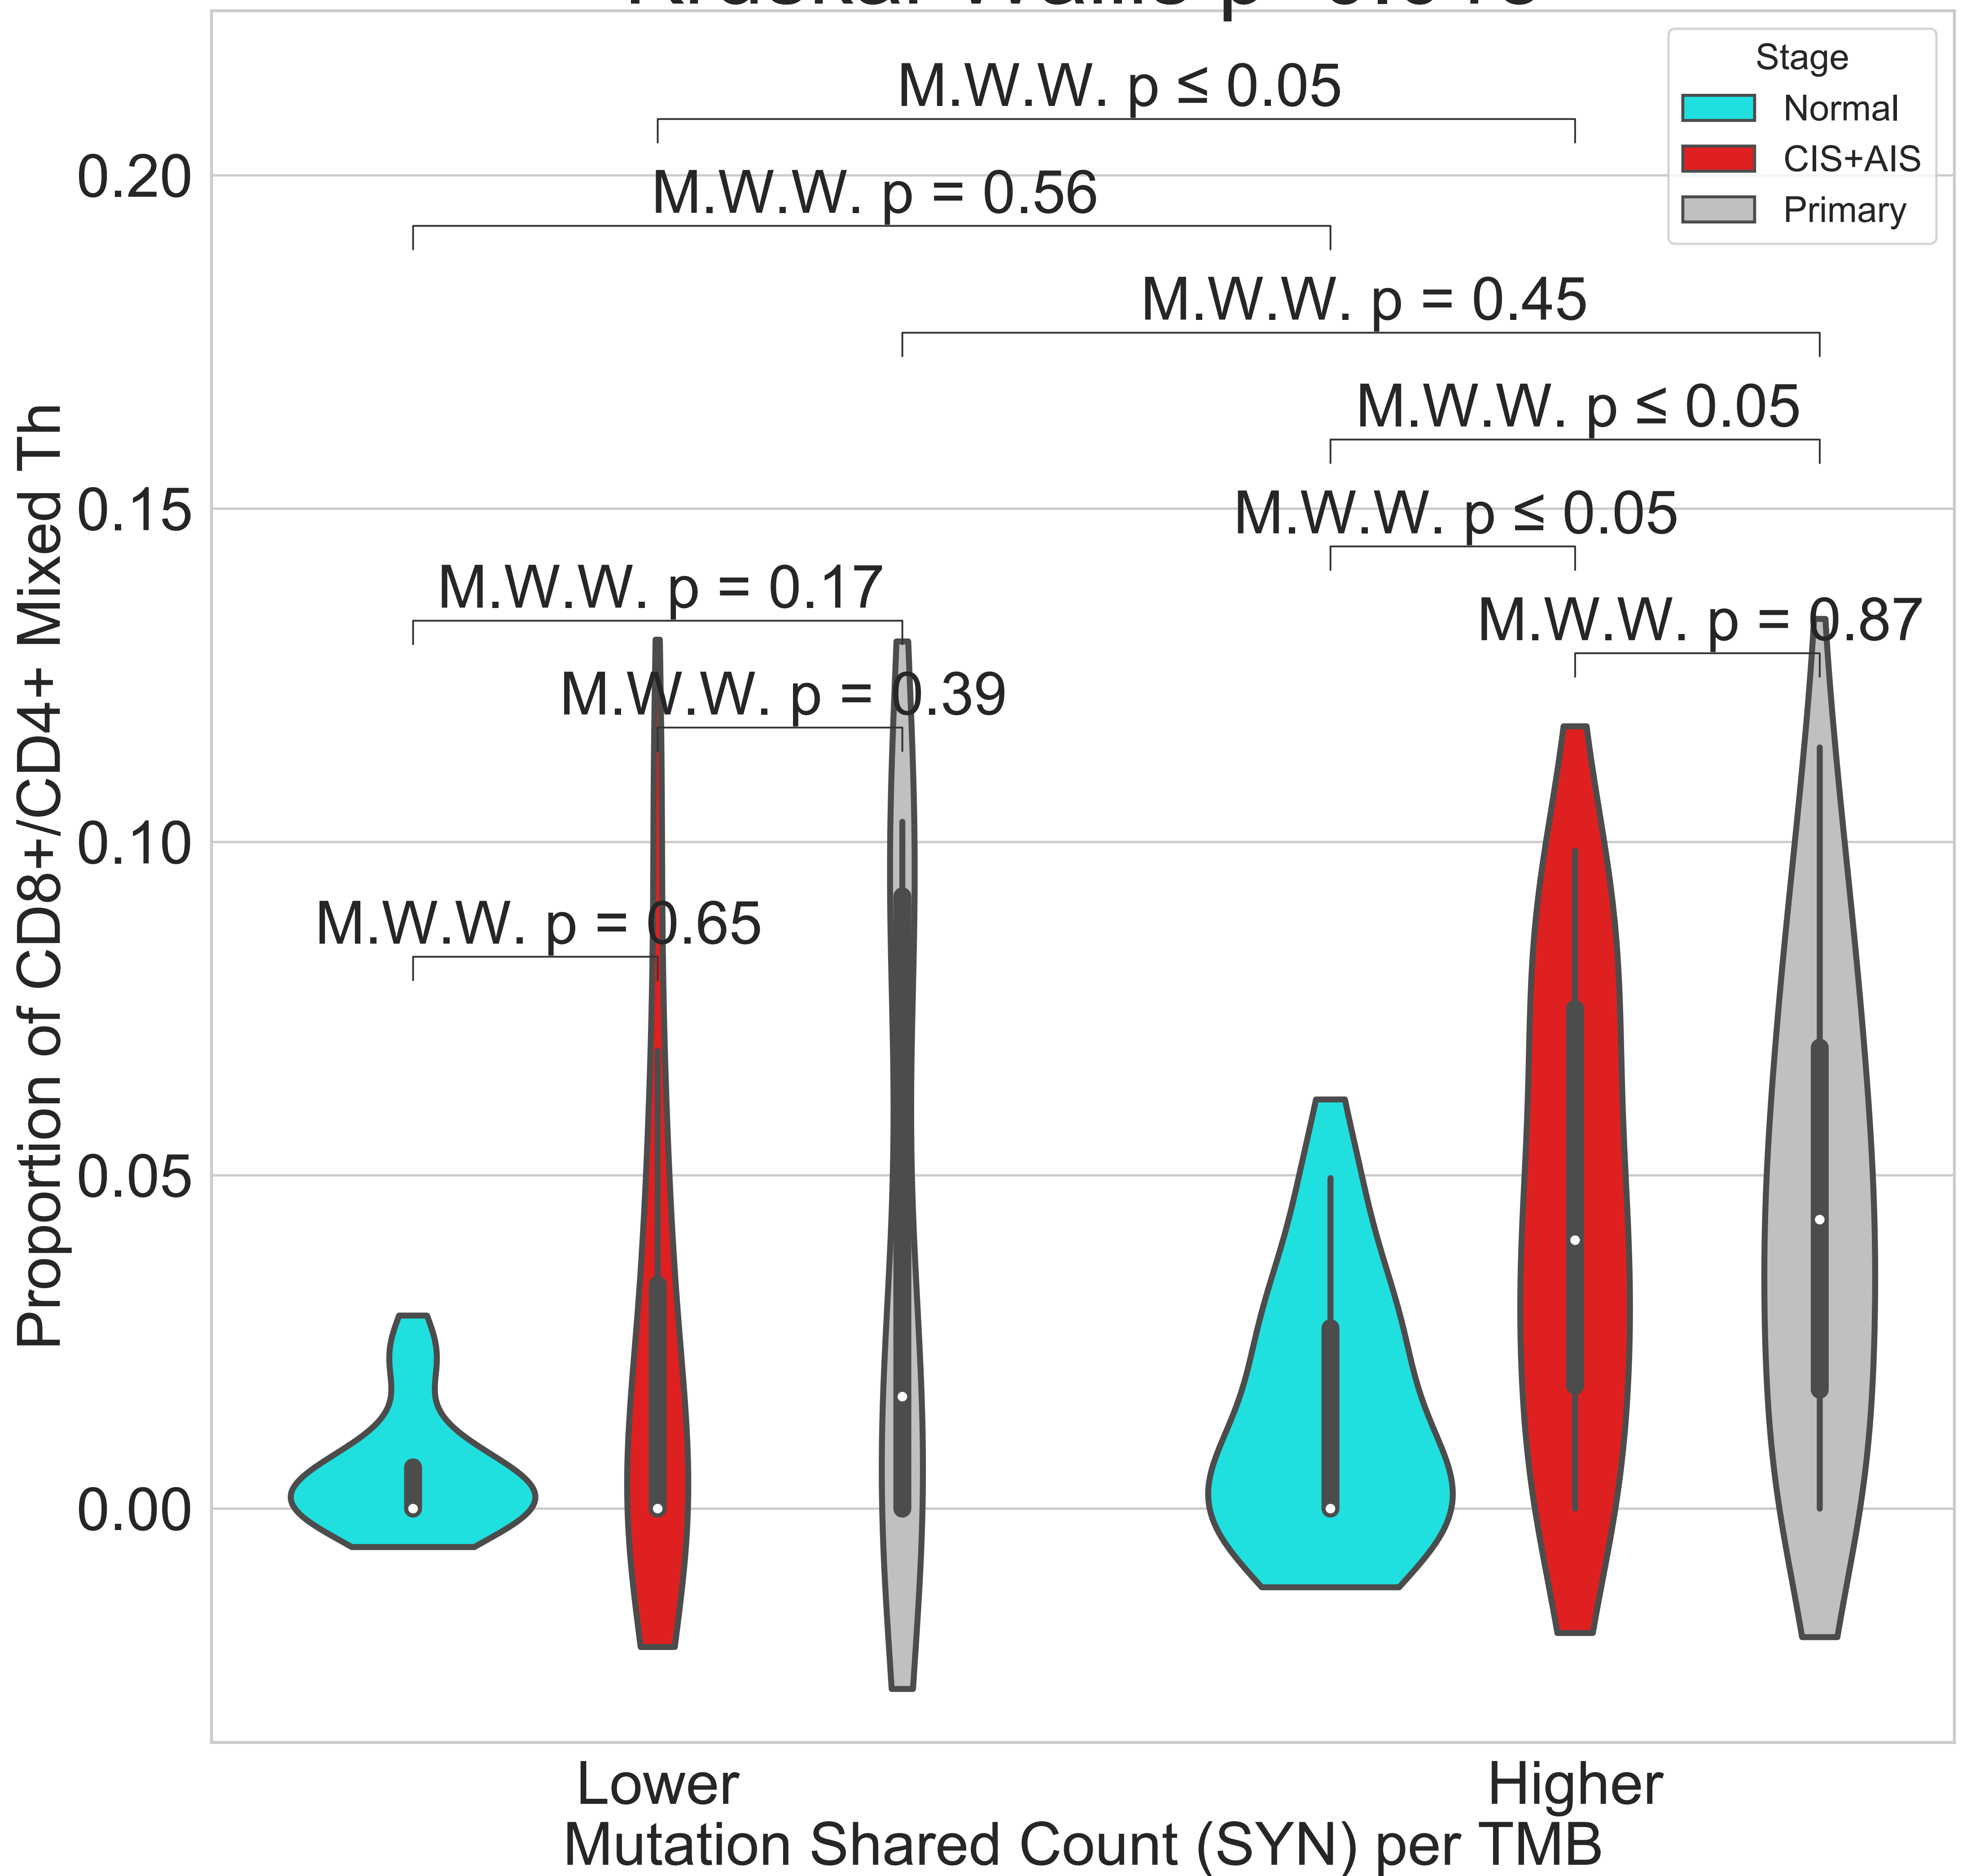 M.W.W. p ≤ 0.05
M.W.W. p = 0.56
M.W.W. p = 0.45
M.W.W. p ≤ 0.05
M.W.W. p ≤ 0.05
M.W.W. p = 0.87
M.W.W. p = 0.17
M.W.W. p = 0.39
M.W.W. p = 0.65
Stage
Normal
CIS+AIS
Primary
Proportion of CD8+/CD4+ Mixed Th
0.20
0.15
0.10
0.05
0.00
Lower
Higher
Mutation Shared Count (SYN) per TMB